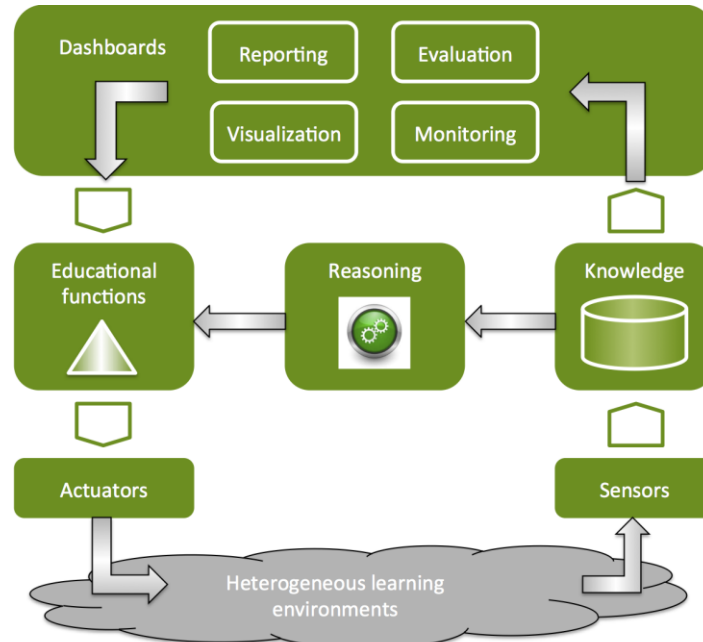 Dashboards
Reporting
Evaluation
Visualization
Monitoring
Educational
functions
Reasoning
Knowledge
Actuators
Sensors
Heterogeneous learning
environments